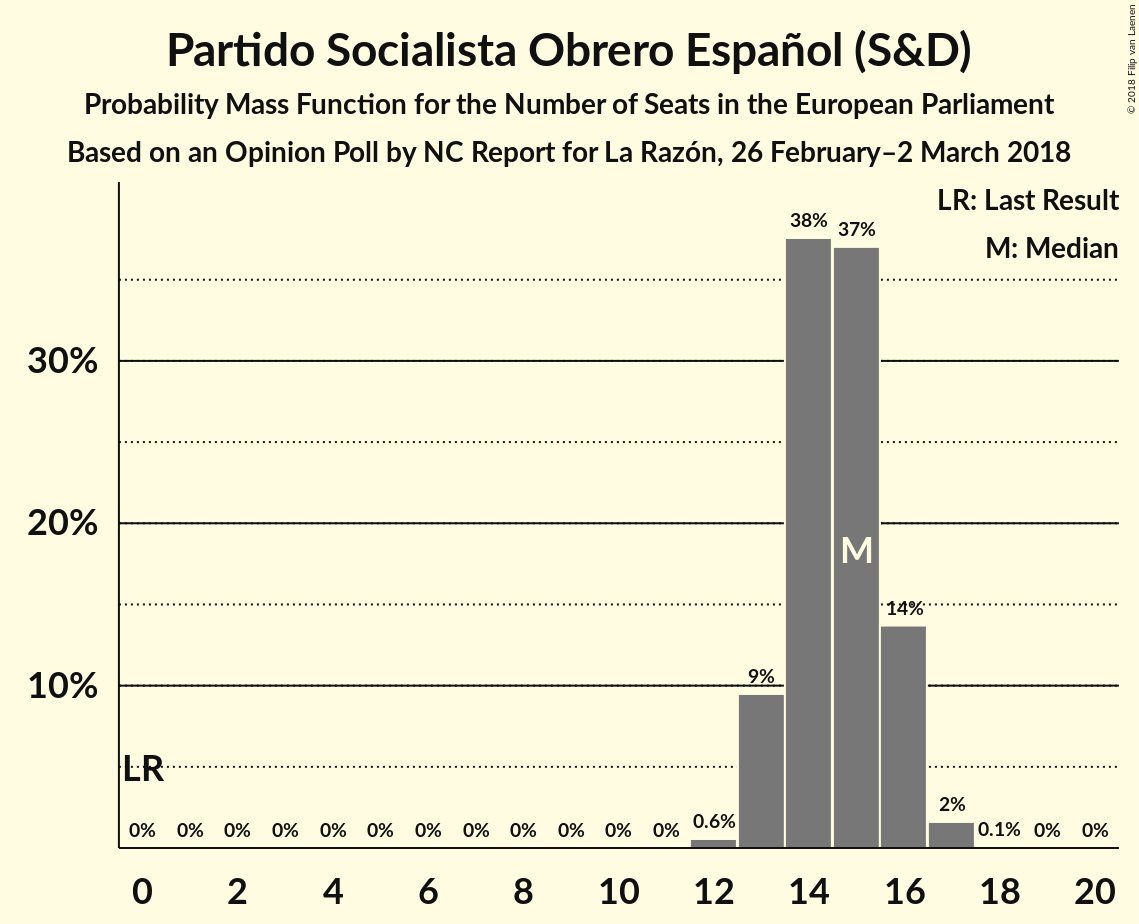 Partido Socialista Obrero Español (S&D)
Probability Mass Function for the Number of Seats in the European Parliament
Based on an Opinion Poll by NC Report for La Razón, 26 February–2 March 2018
© 2018 Filip van Laenen
LR: Last Result
M: Median
38%
37%
30%
20%
M
14%
10%
9%
LR
0% 0% 0% 0% 0% 0% 0% 0% 0% 0% 0% 0% 0.6% 2% 0.1% 0% 0%
0 2 4 6 8 10 12 14 16 18 20